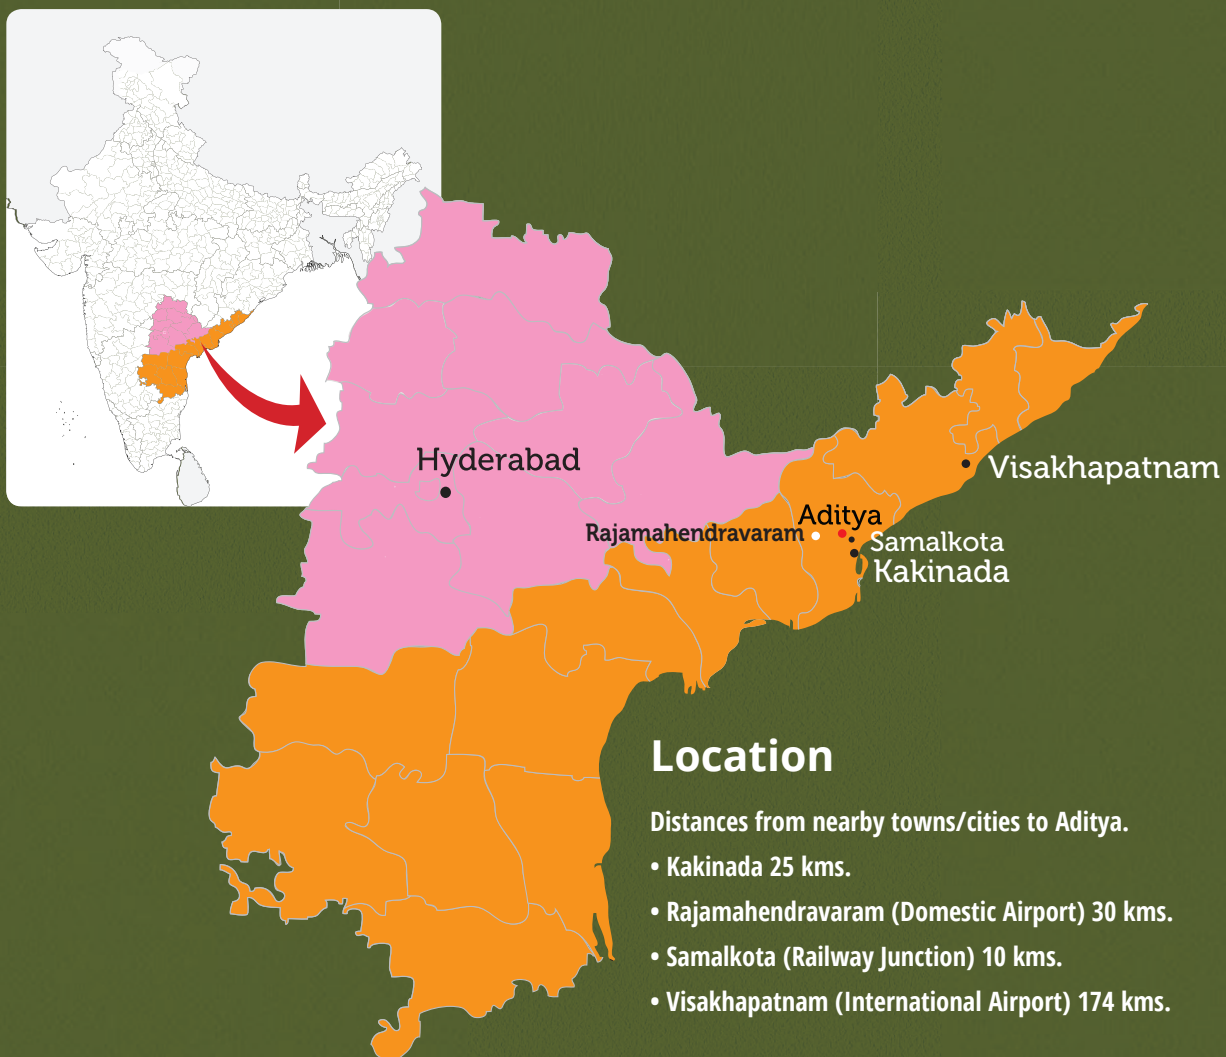 Hyderabad
Visakhapatnam
Aditya
Rajamahendravaram
Samalkota
Kakinada
Location
Distances from nearby towns/cities to Aditya.
• Kakinada 25 kms.
• Rajamahendravaram (Domestic Airport) 30 kms.
• Samalkota (Railway Junction) 10 kms.
• Visakhapatnam (International Airport) 174 kms.